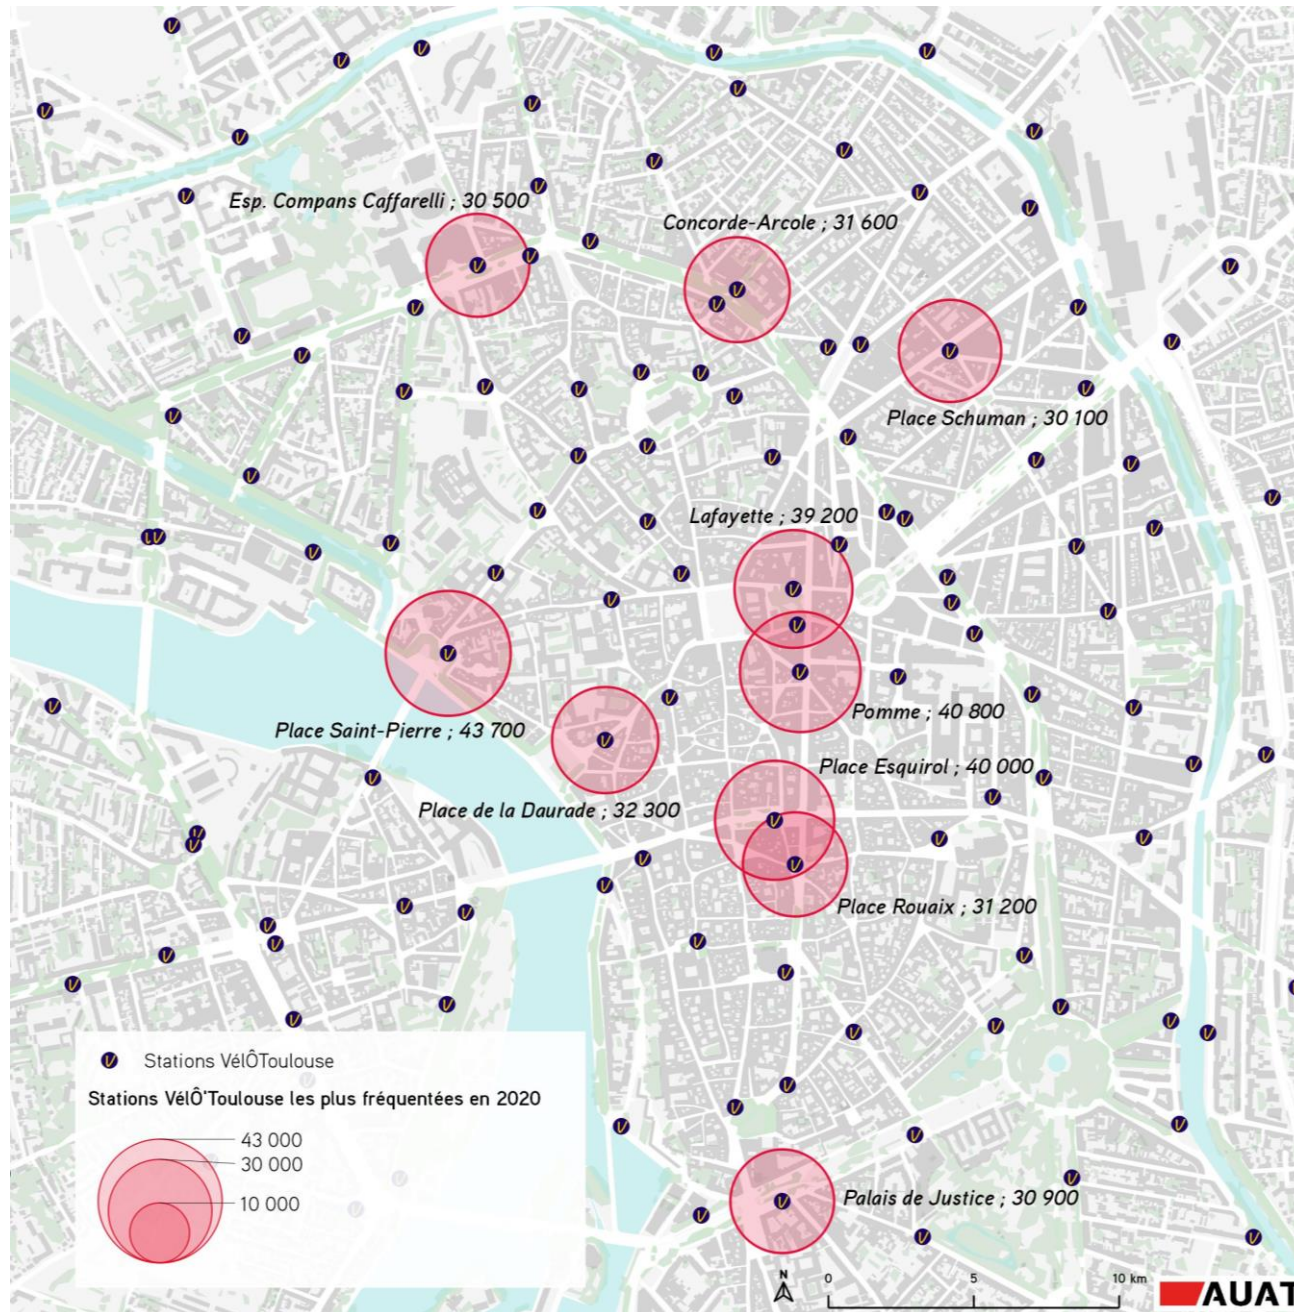 Esp. Compans Caffarelli ; 30 500
Concorde-Arcole ; 31 600
Place Schuman ; 30 100
Lafayette ; 39 200
Pomme ; 40 800
Place Saint-Pierre ; 43 700
Place Esquirol ; 40 000
Place de la Daurade ; 32 300
Place Rouaix ; 31 200
Stations VélÔToulouse
Stations VélÔ'Toulouse les plus fréquentées en 2020
43 000
30 000
10 000
Palais de Justice ; 30 900
N
0 5 10 km
AUAT